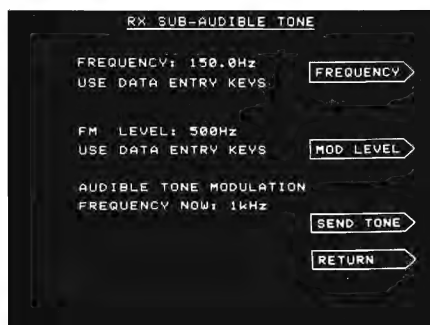 RX SUB-AUDIBLE TONE
FREQUENCY: 150.0Hz
USE DATA ENTRY KEYS
FREQUENCY
FM LEVEL: 500Hz
USE DATA ENTRY KEYS
MOD LEVEL
AUDIBLE TONE MODULATION
FREQUENCY NOW: 1kHz
SEND TONE
RETURN